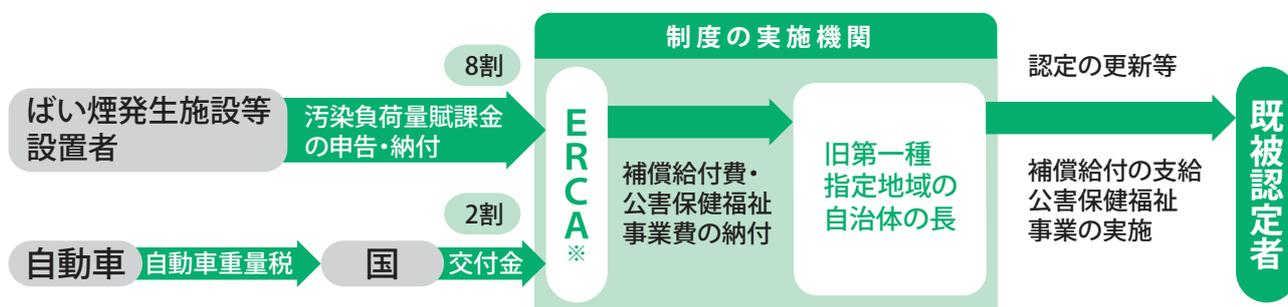 制度の実施機関
8割
ばい煙発生施設等
設置者
汚染負荷量賦課金
の申告・納付
2割
自動車
自動車重量税
国
交付金
ERCA
※
補償給付費・
公害保健福祉
事業費の納付
旧第一種
指定地域の
自治体の長
認定の更新等
補償給付の支給
公害保健福祉
事業の実施
既被認定者